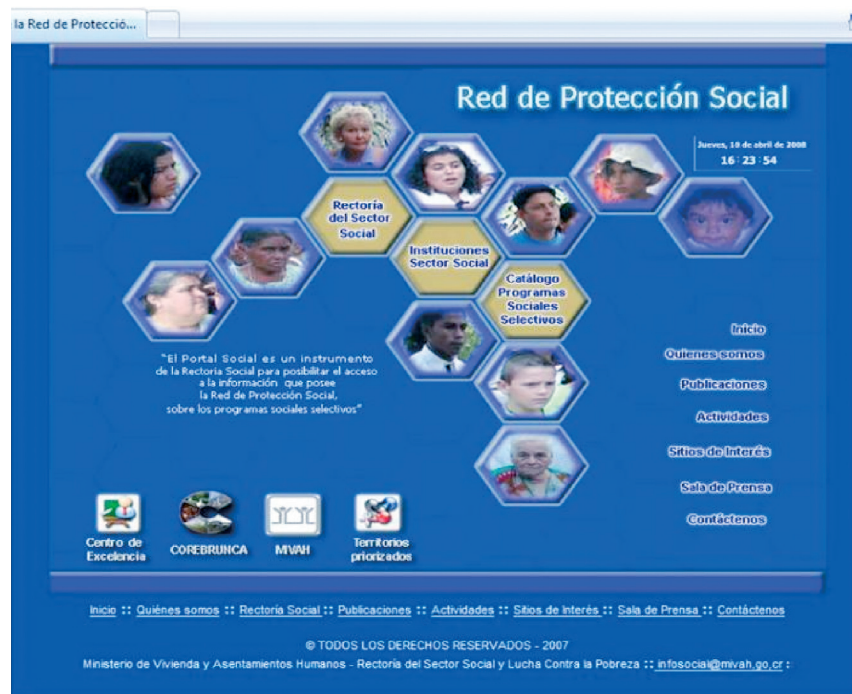 la Red de Protecció...
Red de Protección Social
Jueves, 10 de abril de 2008
16:23:54
Rectoría
del Sector
Social
Instituciones
Sector Social
Catálogo
Programas
Sociales
Selectivos
"El Portal Social es un instrumento
de la Rectoría Social para posibilitar el acceso
a la información que posee
la Red de Protección Social,
sobre los programas sociales selectivos"
Inicio
Quienes somos
Publicaciones
Actividades
Sitios de Interés
Sala de Prensa
Contáctenos
Centro de
Excelencia
COREBRUNCA
MIVAH
Territorios
priorizados
Inicio :: Quiénes somos :: Rectoría Social :: Publicaciones :: Actividades :: Sitios de Interés :: Sala de Prensa :: Contáctenos
© TODOS LOS DERECHOS RESERVADOS - 2007
Ministerio de Vivienda y Asentamientos Humanos - Rectoría del Sector Social y Lucha Contra la Pobreza :: infosocial@mivah.go.cr :